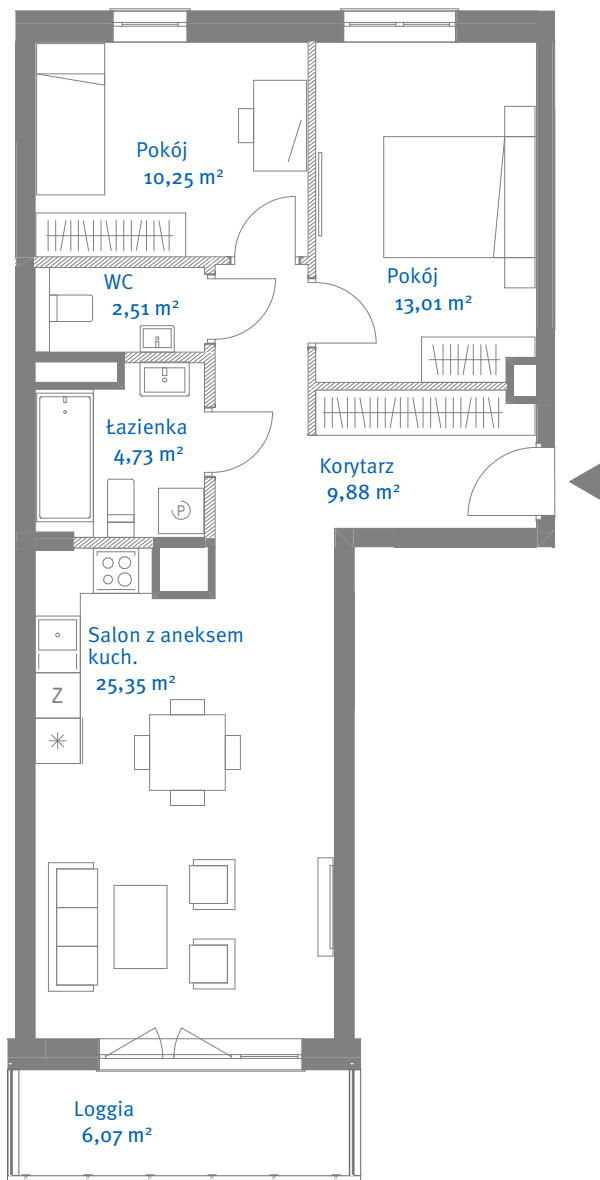 Pokój
10,25 m²
WC
2,51 m²
Pokój
13,01 m²
Łazienka
4,73 m²
Korytarz
9,88 m²
P
Salon z aneksem
kuch.
25,35 m²
Z
Loggia
6,07 m²